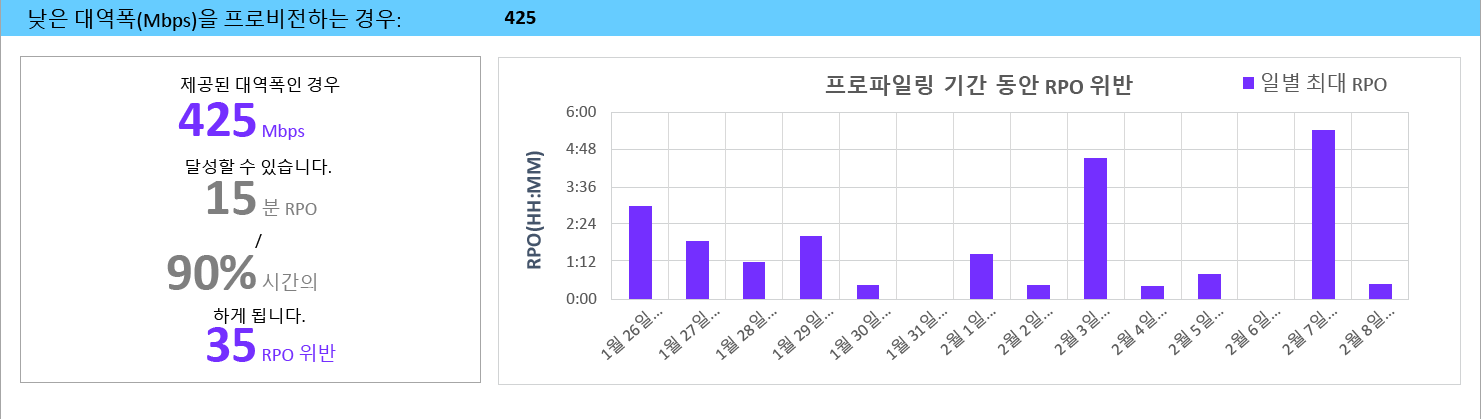 낮은 대역폭(Mbps)을 프로비전하는 경우: 425
제공된 대역폭인 경우
425 Mbps
달성할 수 있습니다.
15 분 RPO
/
90% 시간의
하게 됩니다.
35 RPO 위반
프로파일링 기간 동안 RPO 위반
일별 최대 RPO
RPO(HH:MM)
6:00
4:48
3:36
2:24
1:12
0:00
1월 26일...
1월 27일...
1월 28일...
1월 29일...
1월 30일...
1월 31일...
2월 1일...
2월 2일...
2월 3일...
2월 4일...
2월 5일...
2월 6일...
2월 7일...
2월 8일...